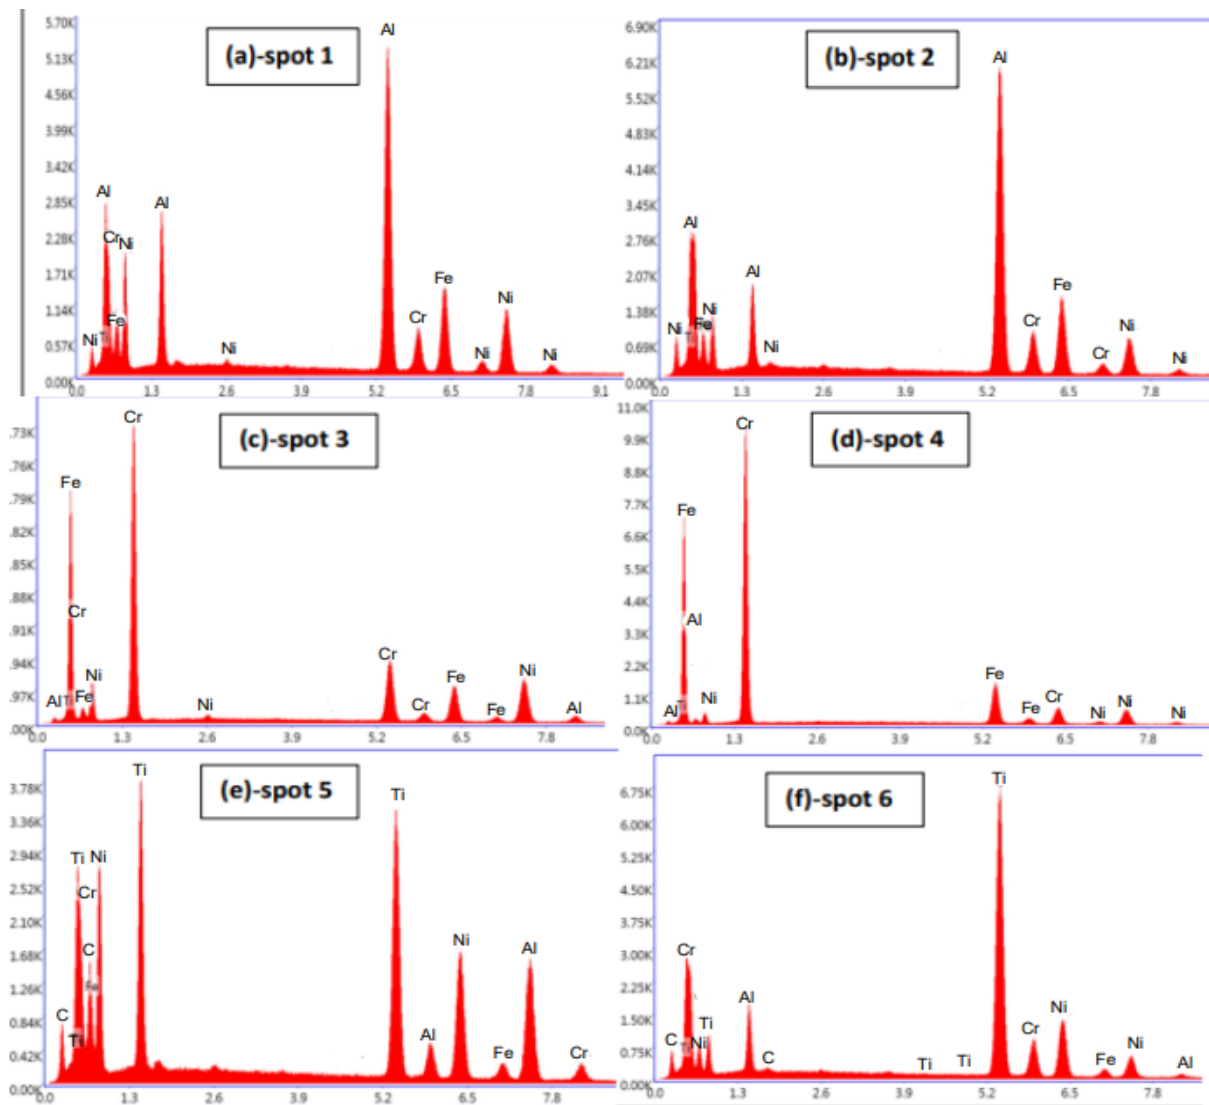 (a)-spot 1
5.70K
5.13K
4.56K
3.99K
3.42K
2.85K
2.28K
1.71K
1.14K
0.57K
0.00K
Al
Cr
Ni
Al
Ni
Ti
Fe
Ni
Al
Cr
Fe
Ni
Ni
Ni
1.3 2.6 3.9 5.2 6.5 7.8 9.1
(b)-spot 2
6.90K
6.21K
5.52K
4.83K
4.14K
3.45K
2.76K
2.07K
1.38K
0.69K
0.00K
Al
Ni
Fe
Ni
Al
Ni
Al
Cr
Fe
Cr
Ni
Ni
0.0 1.3 2.6 3.9 5.2 6.5 7.8
(c)-spot 3
.73K
.76K
.79K
.82K
.85K
.88K
.91K
.94K
.97K
.00K
Fe
Cr
Al
Ti
Fe
Ni
Cr
Ni
Cr
Cr
Fe
Fe
Ni
Al
0.0 1.3 2.6 3.9 5.2 6.5 7.8
(d)-spot 4
11.0K
9.9K
8.8K
7.7K
6.6K
5.5K
4.4K
3.3K
2.2K
1.1K
0.0K
Fe
Al
Al
Ti
Ni
Cr
Fe
Fe
Cr
Ni
Ni
Ni
0.0 1.3 2.6 3.9 5.2 6.5 7.8
(e)-spot 5
3.78K
3.36K
2.94K
2.52K
2.10K
1.68K
1.26K
0.84K
0.42K
0.00K
Ti
Ni
Cr
C
Fe
C
Ti
Ti
Ti
Al
Ni
Fe
Al
Cr
0.0 1.3 2.6 3.9 5.2 6.5 7.8
(f)-spot 6
6.75K
6.00K
5.25K
4.50K
3.75K
3.00K
2.25K
1.50K
0.75K
0.00K
Cr
C
Ni
Ti
Al
C
Ti
Ti
Ti
Cr
Ni
Fe
Ni
Al
0.0 1.3 2.6 3.9 5.2 6.5 7.8